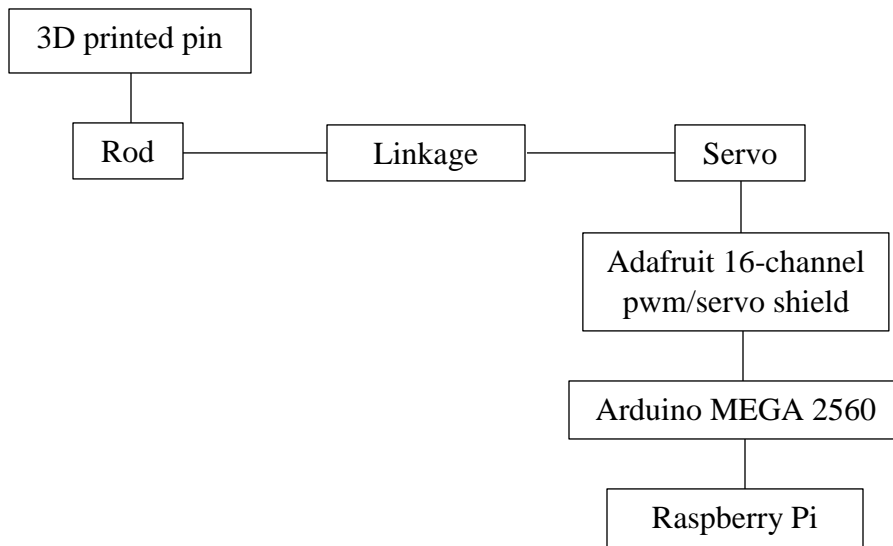 3D printed pin
Rod
Linkage
Servo
Adafruit 16-channel
pwm/servo shield
Arduino MEGA 2560
Raspberry Pi